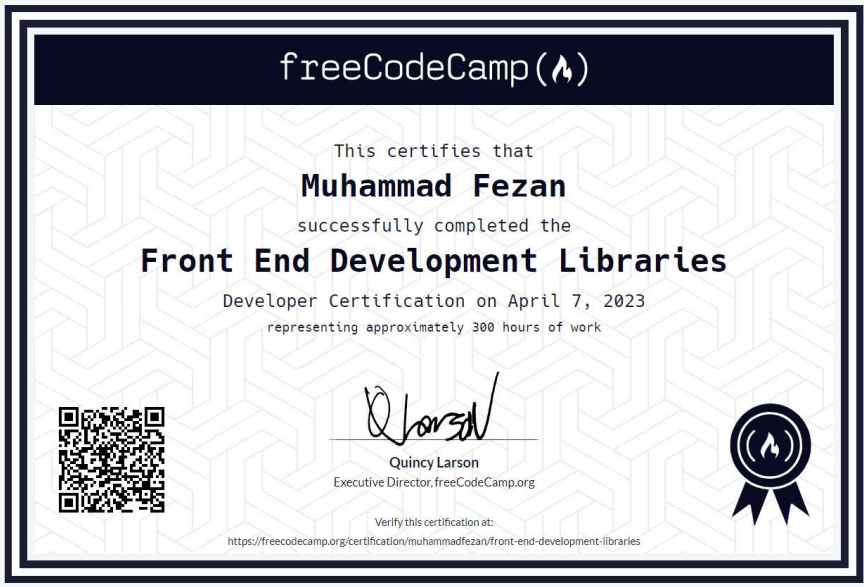 freeCodeCamp(🔥)
This certifies that
Muhammad Fezan
successfully completed the
Front End Development Libraries
Developer Certification on April 7, 2023
representing approximately 300 hours of work
QLarson
Quincy Larson
Executive Director, freeCodeCamp.org
Verify this certification at:
https://freecodecamp.org/certification/muhammadfezan/front-end-development-libraries